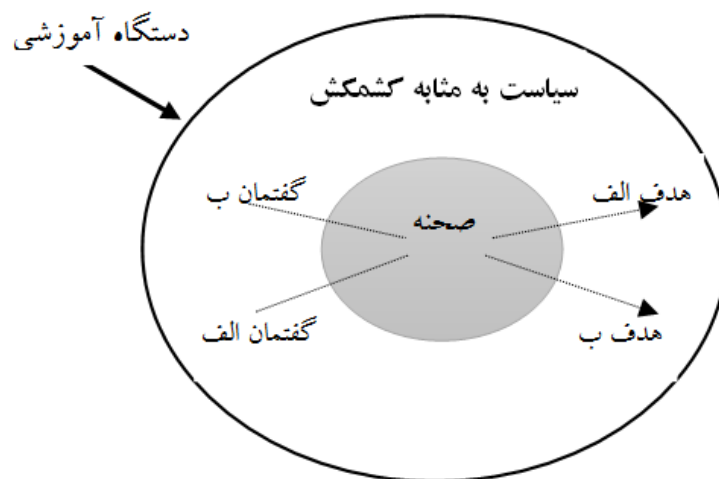 دستگاه آموزشی
سیاست به مثابه کشمکش
هدف الف
گفتمان ب
صحنه
هدف ب
گفتمان الف